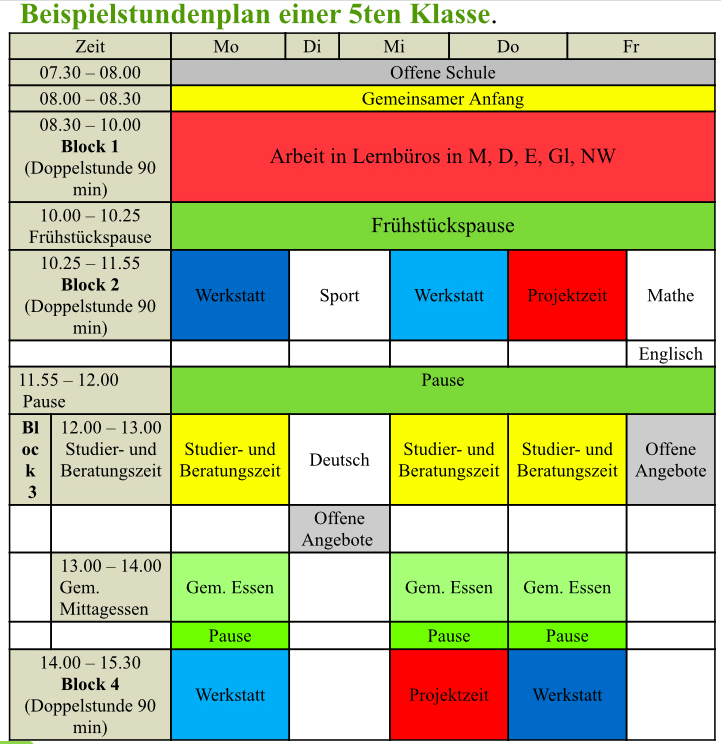 Beispielstundenplan einer 5ten Klasse.
Zeit Mo Di Mi Do Fr
07.30 – 08.00 Offene Schule
08.00 – 08.30 Gemeinsamer Anfang
08.30 – 10.00
Block 1
(Doppelstunde 90
min)
Arbeit in Lernbüros in M, D, E, Gl, NW
10.00 – 10.25
Frühstückspause
Frühstückspause
10.25 – 11.55
Block 2
(Doppelstunde 90
min)
Werkstatt Sport Werkstatt Projektzeit Mathe
Englisch
11.55 – 12.00
Pause
Pause
Bl
oc
k
3
12.00 – 13.00
Studier- und
Beratungszeit
Studier- und
Beratungszeit
Deutsch
Studier- und
Beratungszeit
Studier- und
Beratungszeit
Offene
Angebote
Offene
Angebote
13.00 – 14.00
Gem.
Mittagessen
Gem. Essen Gem. Essen Gem. Essen
Pause Pause Pause
14.00 – 15.30
Block 4
(Doppelstunde 90
min)
Werkstatt Projektzeit Werkstatt